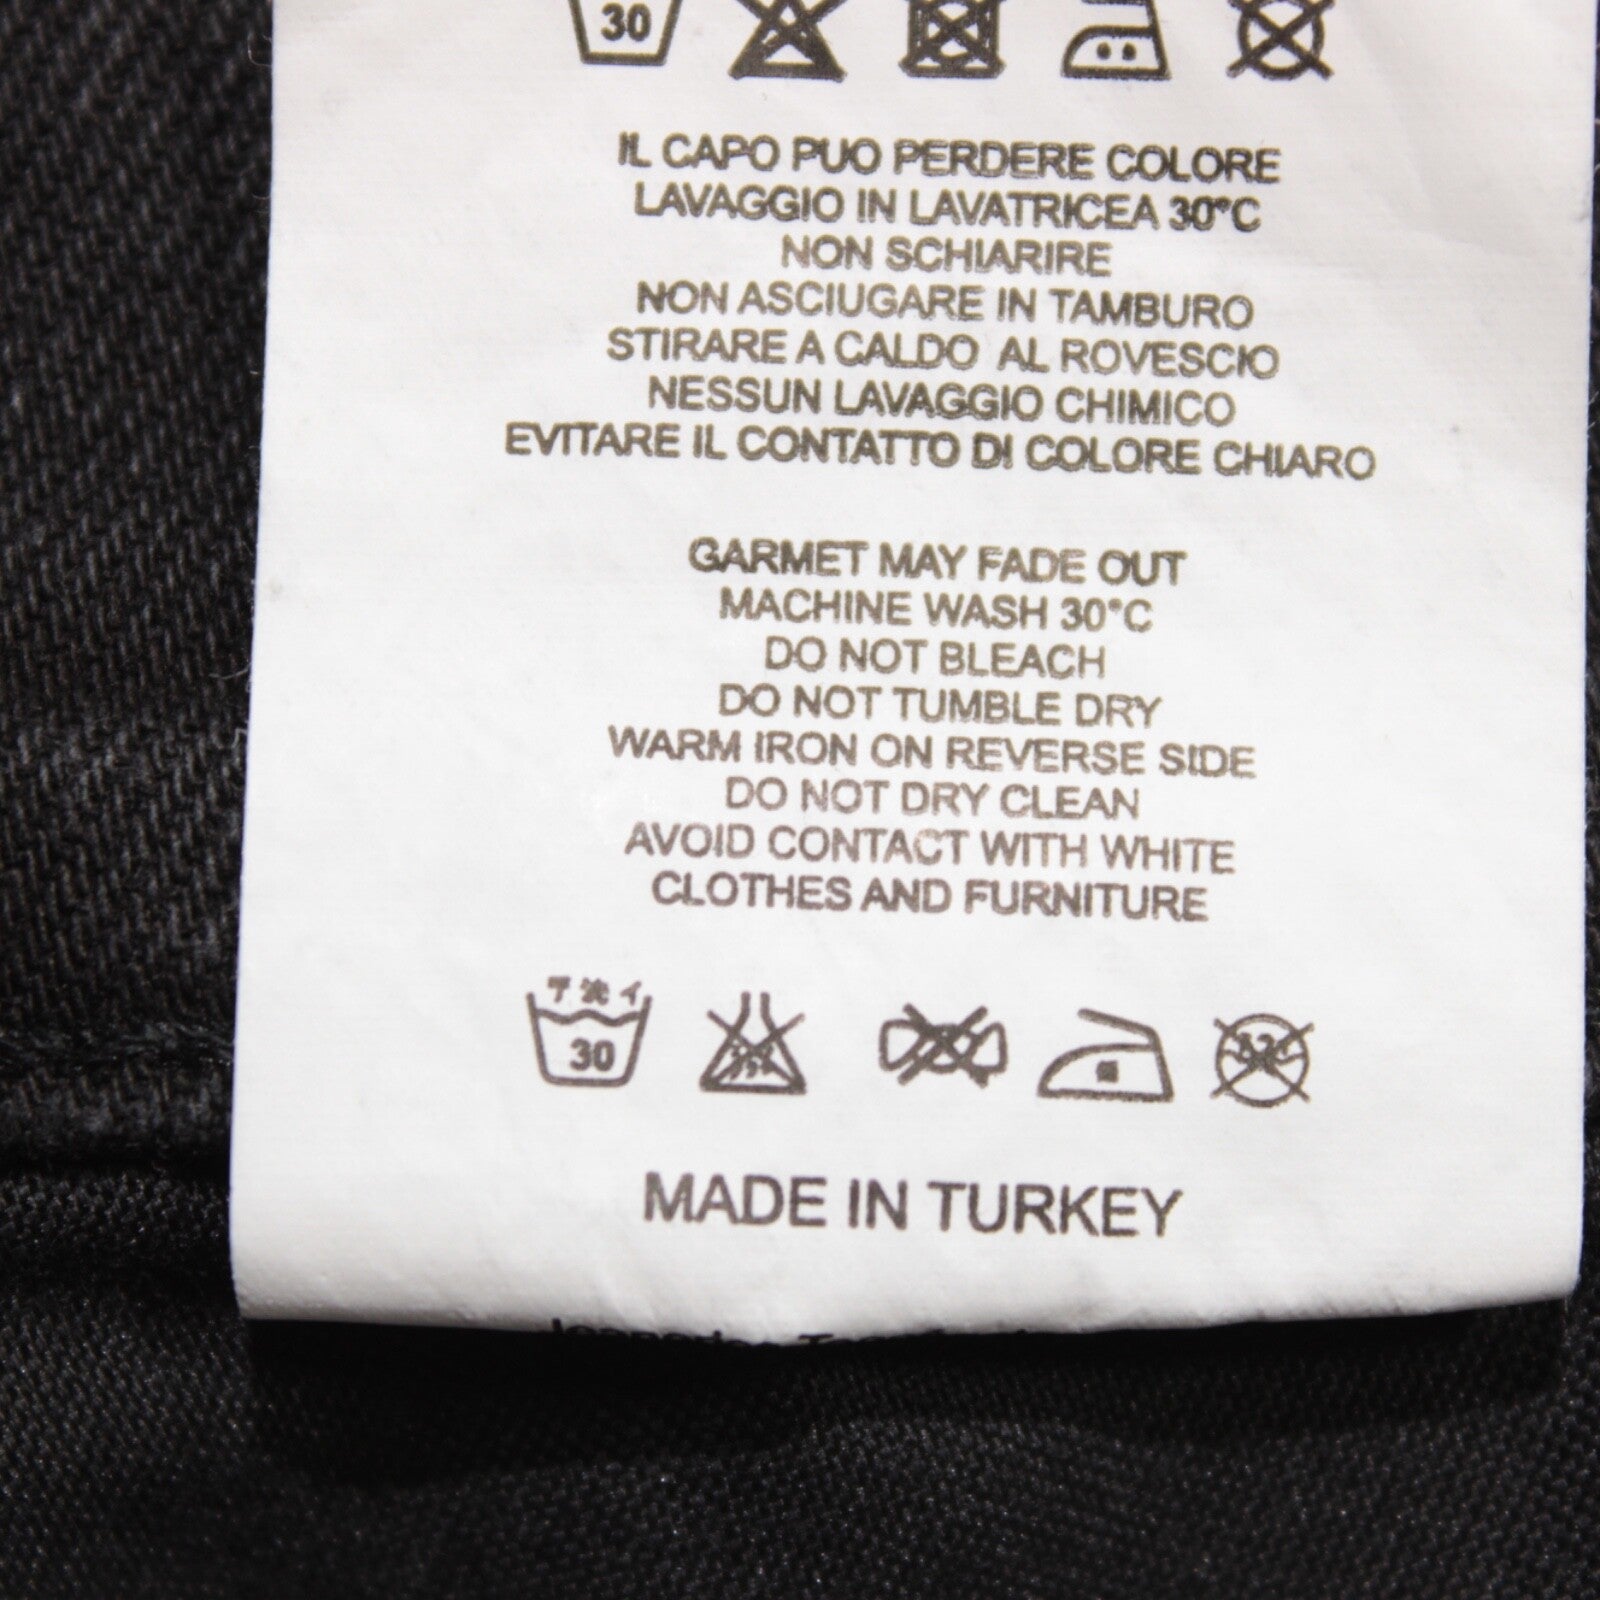 30
IL CAPO PUO PERDERE COLORE
LAVAGGIO IN LAVATRICEA 30°C
NON SCHIARIRE
NON ASCIUGARE IN TAMBURO
STIRARE A CALDO AL ROVESCIO
NESSUN LAVAGGIO CHIMICO
EVITARE IL CONTATTO DI COLORE CHIARO
GARMET MAY FADE OUT
MACHINE WASH 30°C
DO NOT BLEACH
DO NOT TUMBLE DRY
WARM IRON ON REVERSE SIDE
DO NOT DRY CLEAN
AVOID CONTACT WITH WHITE
CLOTHES AND FURNITURE
30
MADE IN TURKEY